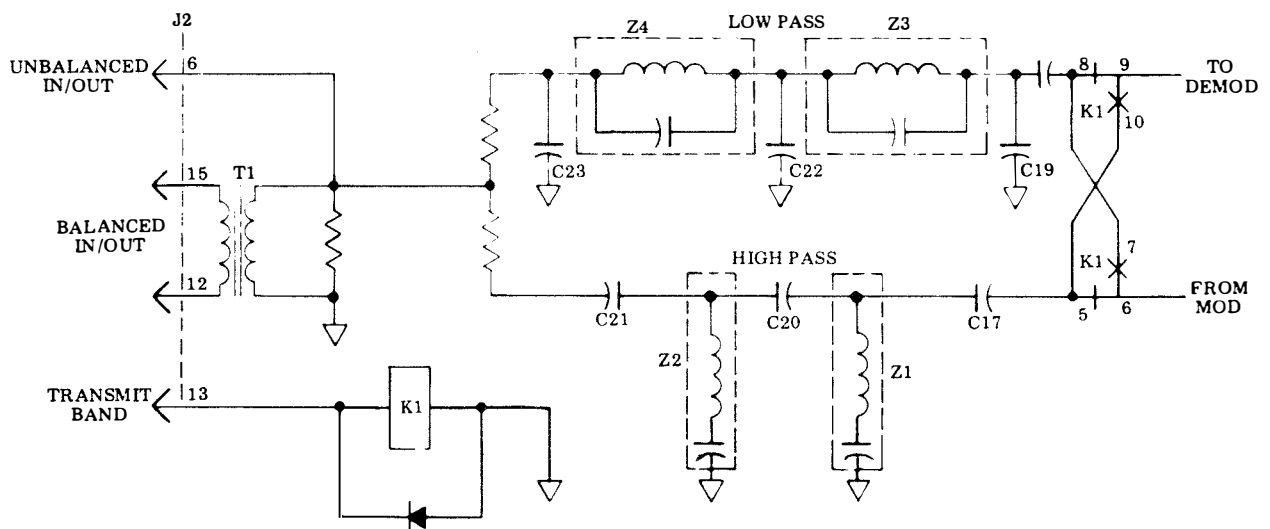 J2
UNBALANCED
IN/OUT
6
15
T1
BALANCED
IN/OUT
12
TRANSMIT
BAND
13
K1
LOW PASS
Z4
Z3
C23
C22
C19
8
9
TO
DEMOD
K1
10
HIGH PASS
7
K1
C21
C20
C17
5
6
FROM
MOD
Z2
Z1